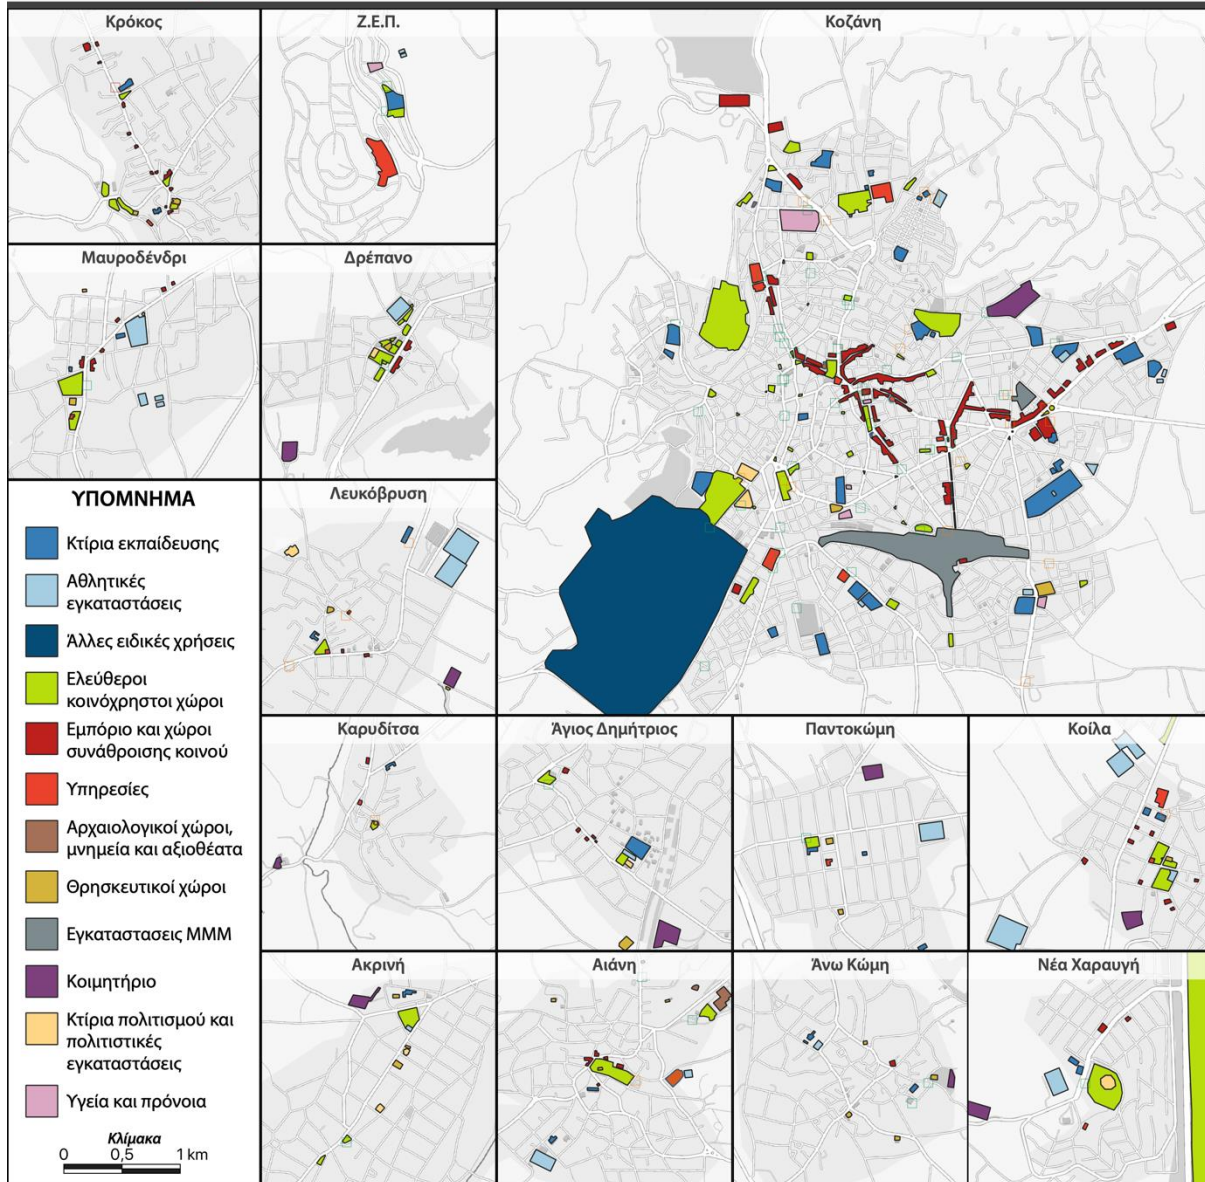 Κρόκος
Ζ.Ε.Π.
Κοζάνη
Μαυροδένδρι
Δρέπανο
Λευκόβρυση
ΥΠΟΜΝΗΜΑ
Κτίρια εκπαίδευσης
Αθλητικές
εγκαταστάσεις
Άλλες ειδικές χρήσεις
Ελεύθεροι
κοινόχρηστοι χώροι
Εμπόριο και χώροι
συνάθροισης κοινού
Υπηρεσίες
Αρχαιολογικοί χώροι,
μνημεία και αξιοθέατα
Θρησκευτικοί χώροι
Εγκαταστασεις ΜΜΜ
Κοιμητήριο
Κτίρια πολιτισμού και
πολιτιστικές
εγκαταστάσεις
Υγεία και πρόνοια
Κλίμακα
0 0,5 1 km
Καρυδίτσα
Άγιος Δημήτριος
Παντοκώμη
Κοίλα
Ακρινή
Αιάνη
Άνω Κώμη
Νέα Χαραυγή